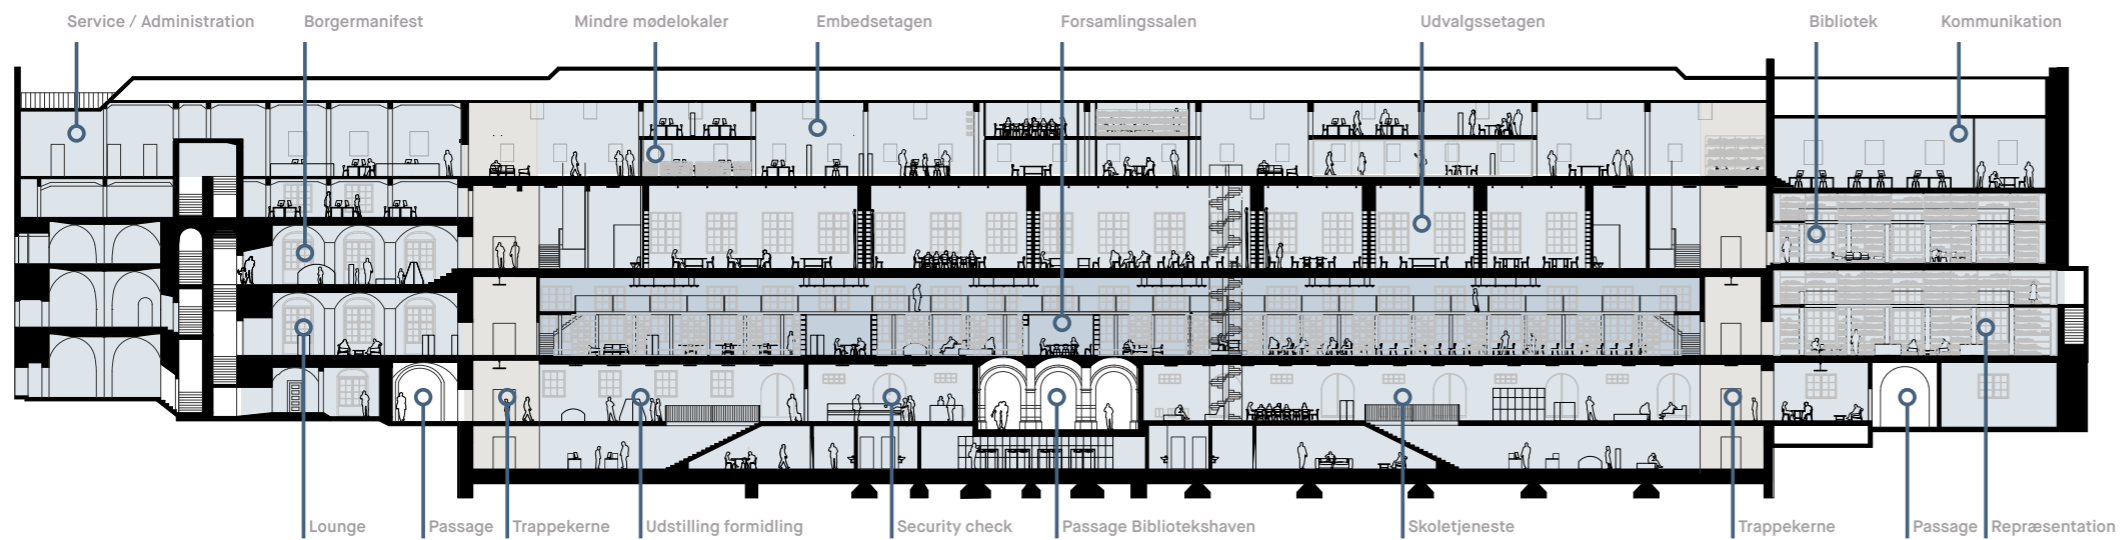 Service / Administration
Borgermanifest
Mindre mødelokaler
Embedsetagen
Forsamlingssalen
Udvalgssetagen
Bibliotek
Kommunikation
Lounge
Passage
Trappekerne
Udstilling formidling
Security check
Passage Bibliotekshaven
Skoletjeneste
Trappekerne
Passage
Repræsentation